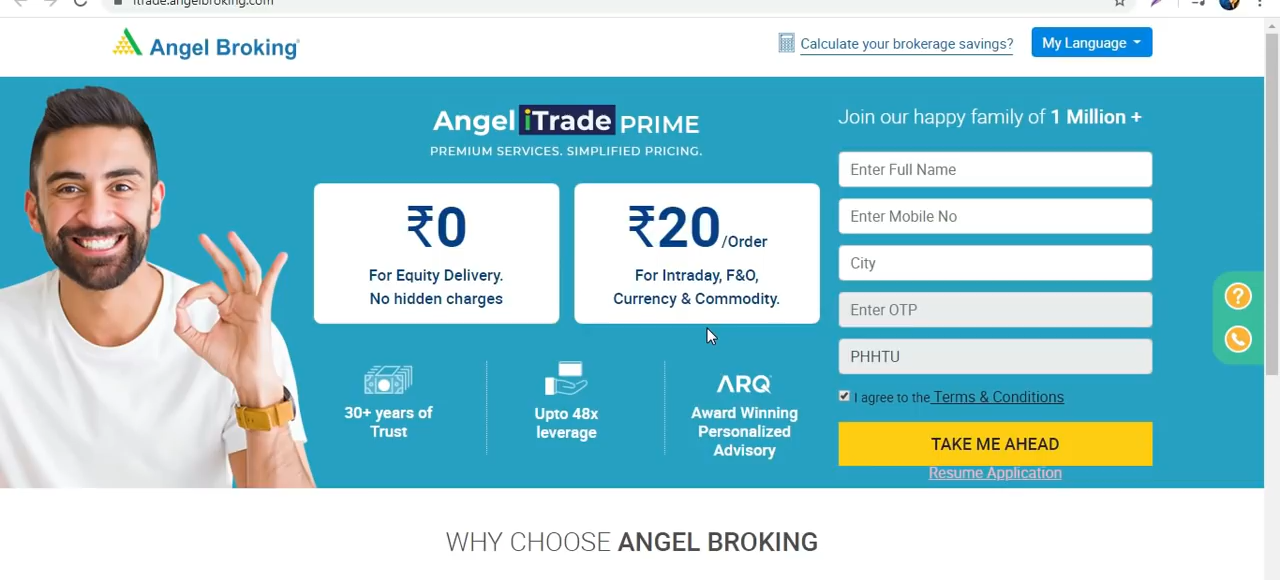 itrade.angelbroking.com
Angel Broking
Calculate your brokerage savings?
My Language
Angel iTrade PRIME
PREMIUM SERVICES. SIMPLIFIED PRICING.
₹0
For Equity Delivery.
No hidden charges
₹20/Order
For Intraday, F&O,
Currency & Commodity.
30+ years of
Trust
Upto 48x
leverage
ARQ
Award Winning
Personalized
Advisory
Join our happy family of 1 Million +
Enter Full Name
Enter Mobile No
City
Enter OTP
PHHTU
I agree to the Terms & Conditions
TAKE ME AHEAD
Resume Application
?
WHY CHOOSE ANGEL BROKING